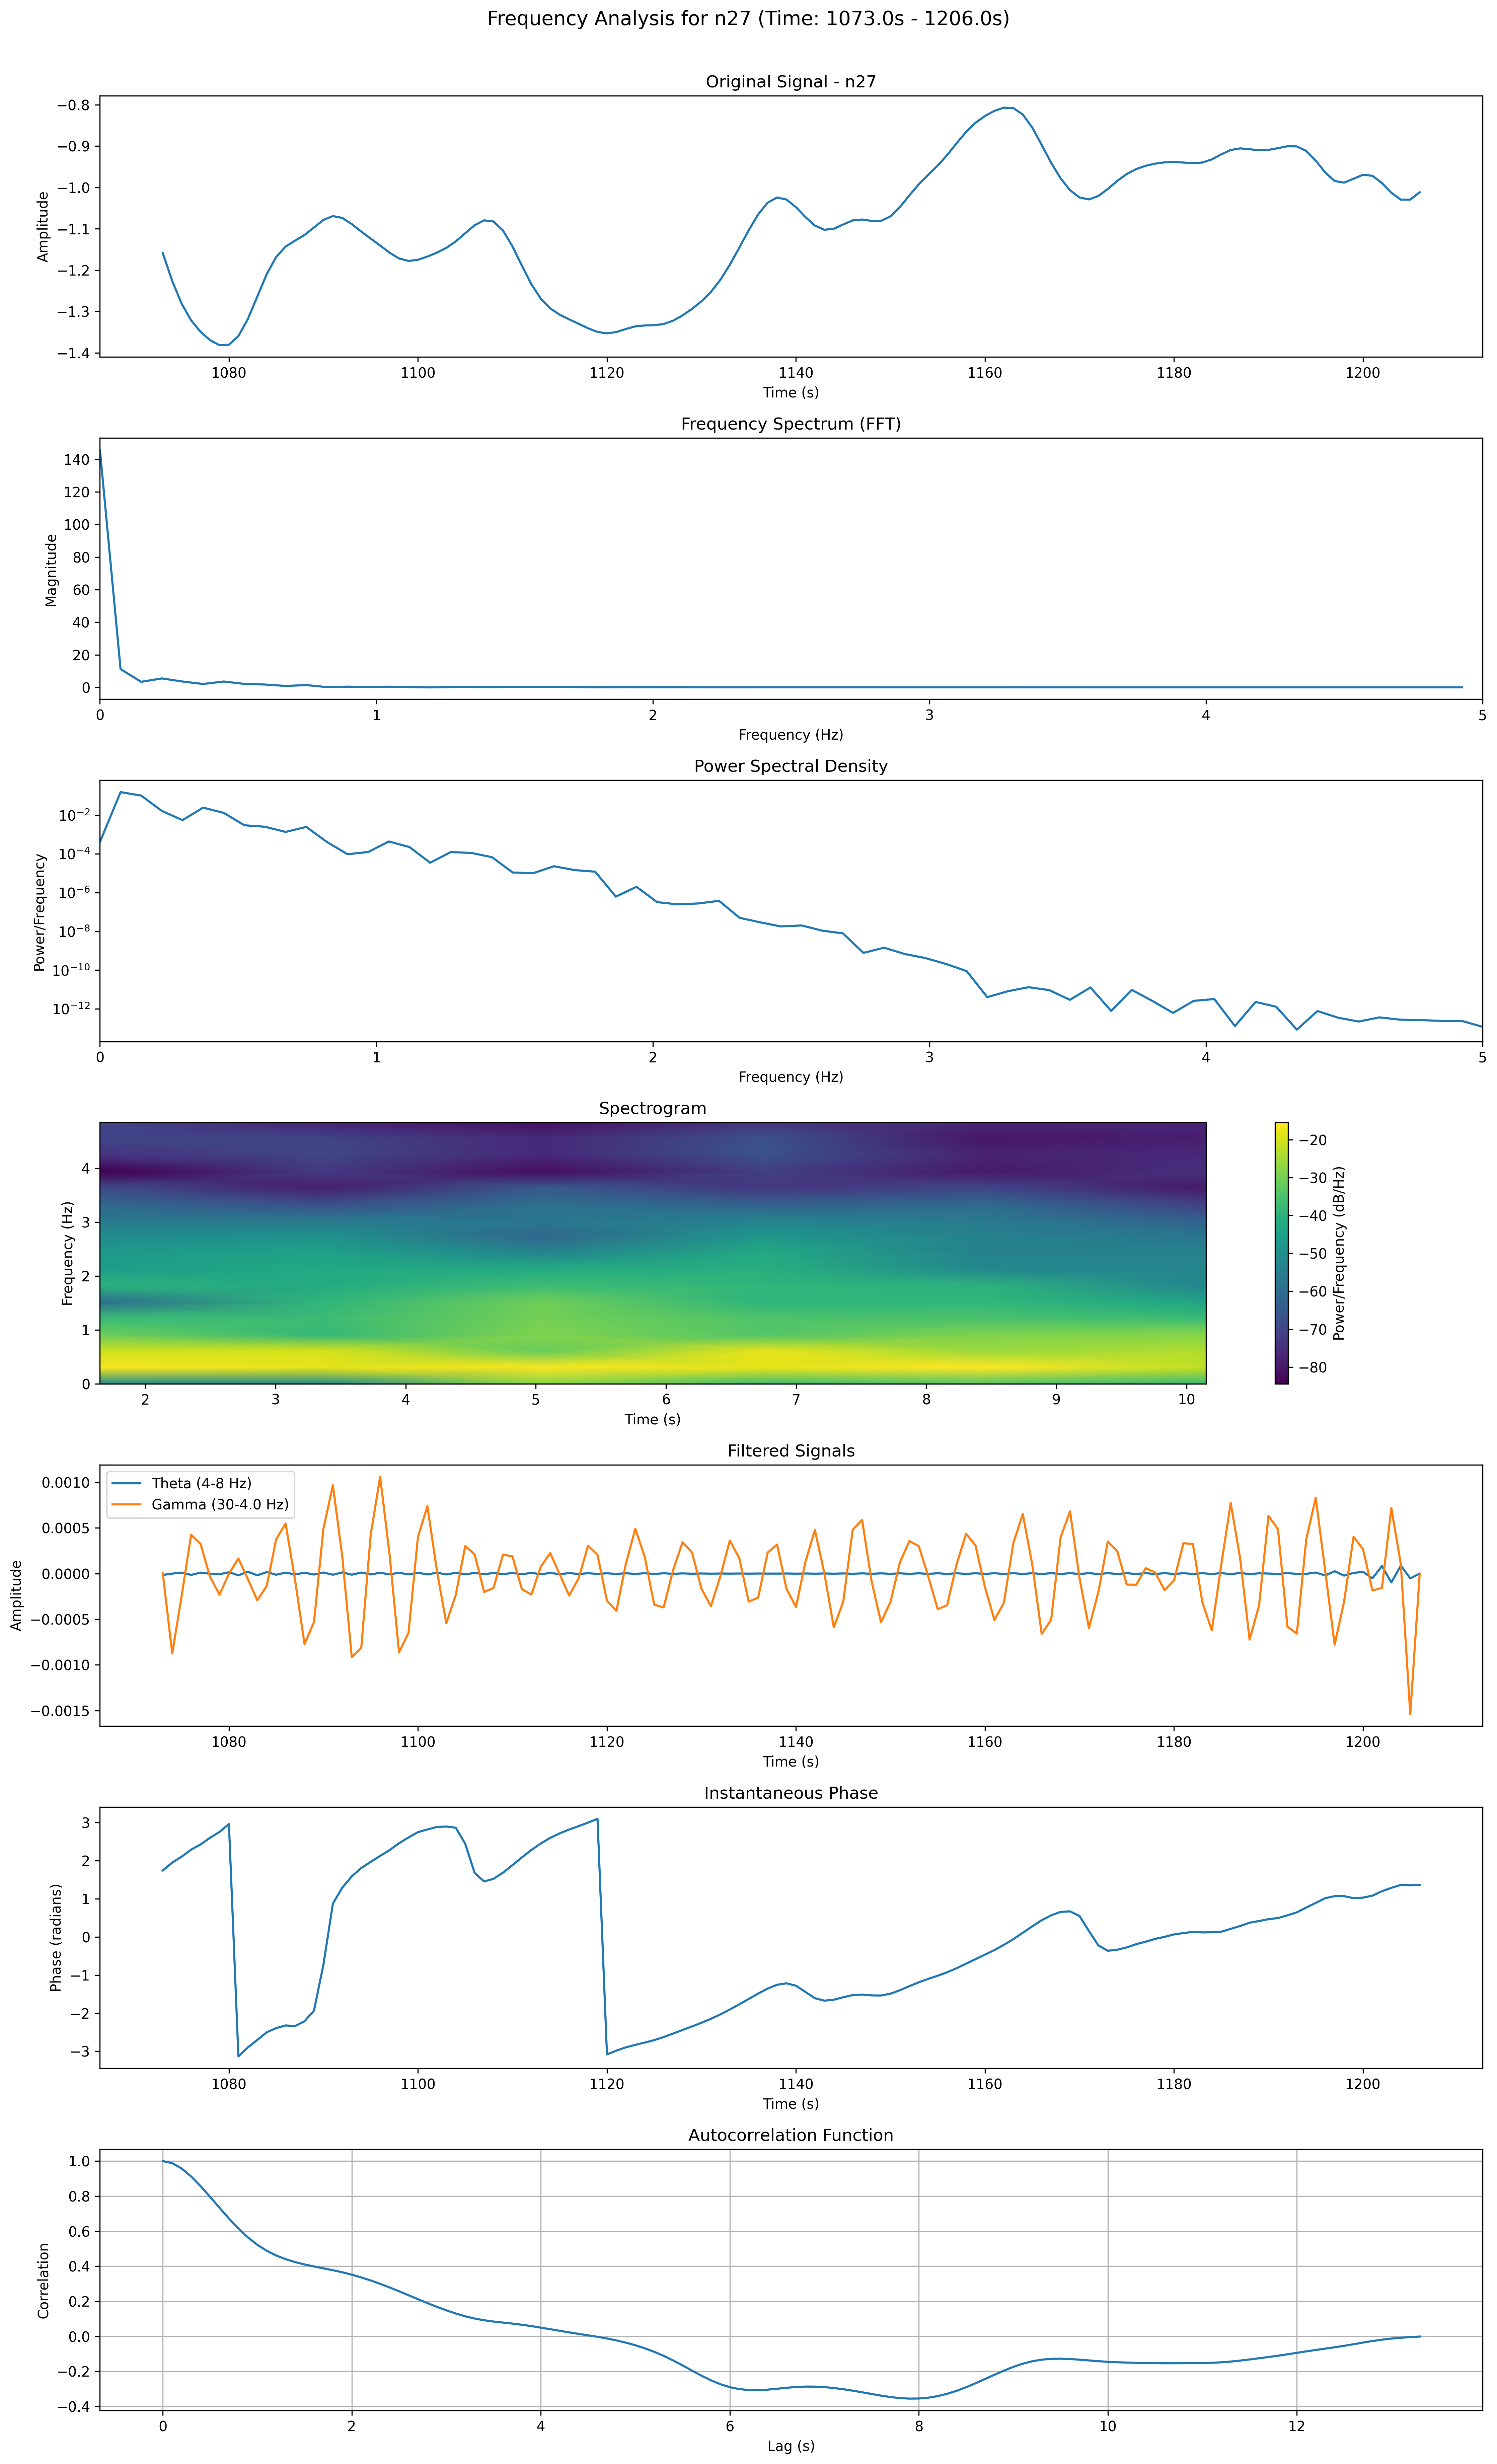 Frequency Analysis for n27 (Time: 1073.0s - 1206.0s)
Original Signal - n27
Amplitude
−0.8
−0.9
−1.0
−1.1
−1.2
−1.3
−1.4
1080 1100 1120 1140 1160 1180 1200
Time (s)
Frequency Spectrum (FFT)
Magnitude
140
120
100
80
60
40
20
0
0 1 2 3 4 5
Frequency (Hz)
Power Spectral Density
Power/Frequency
10⁻²
10⁻⁴
10⁻⁶
10⁻⁸
10⁻¹⁰
10⁻¹²
0 1 2 3 4 5
Frequency (Hz)
Spectrogram
Frequency (Hz)
4
3
2
1
0
2 3 4 5 6 7 8 9 10
Time (s)
−20
−30
−40
−50
−60
−70
−80
Power/Frequency (dB/Hz)
Filtered Signals
Theta (4-8 Hz)
Gamma (30-4.0 Hz)
Amplitude
0.0010
0.0005
0.0000
−0.0005
−0.0010
−0.0015
1080 1100 1120 1140 1160 1180 1200
Time (s)
Instantaneous Phase
Phase (radians)
3
2
1
0
−1
−2
−3
1080 1100 1120 1140 1160 1180 1200
Time (s)
Autocorrelation Function
Correlation
1.0
0.8
0.6
0.4
0.2
0.0
−0.2
−0.4
0 2 4 6 8 10 12
Lag (s)